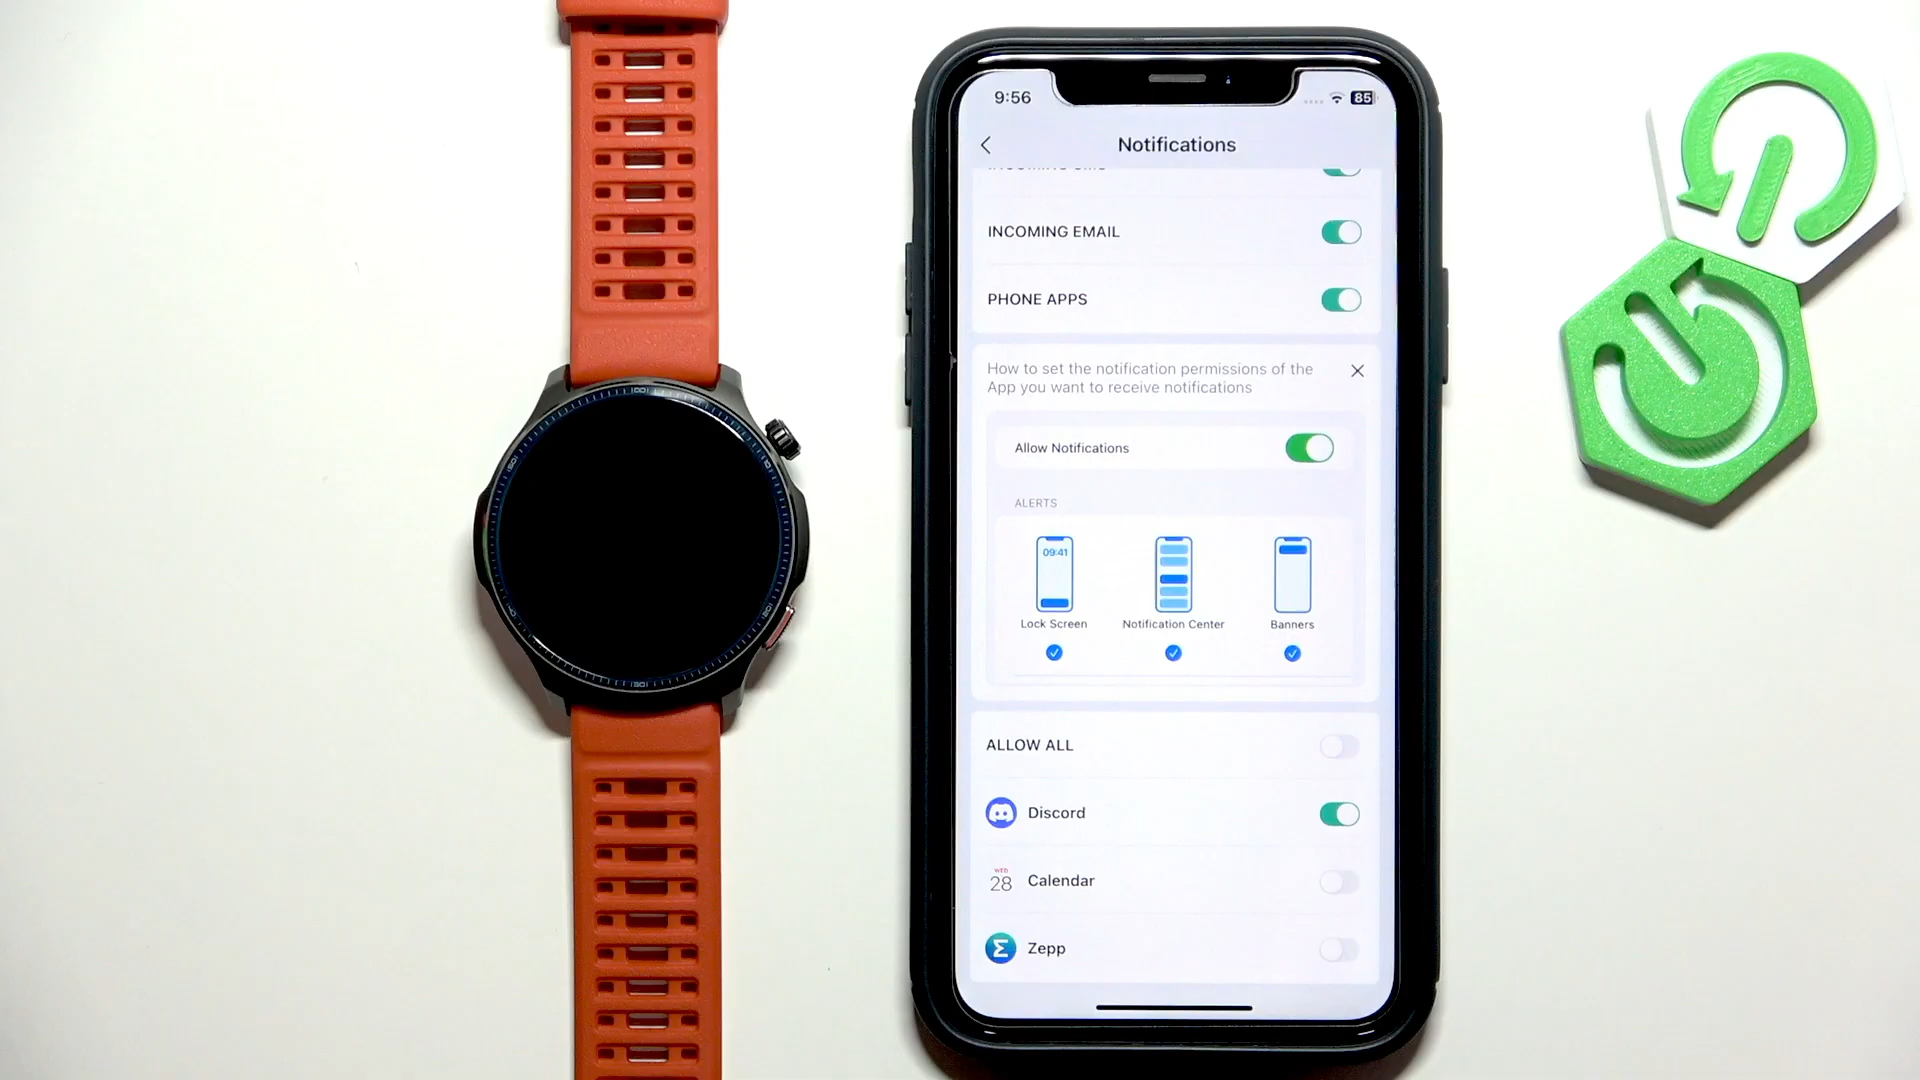 9:56
85
Notifications
INCOMING EMAIL
PHONE APPS
How to set the notification permissions of the
App you want to receive notifications
Allow Notifications
ALERTS
09:41
Lock Screen
Notification Center
Banners
ALLOW ALL
Discord
WED
28
Calendar
Zepp